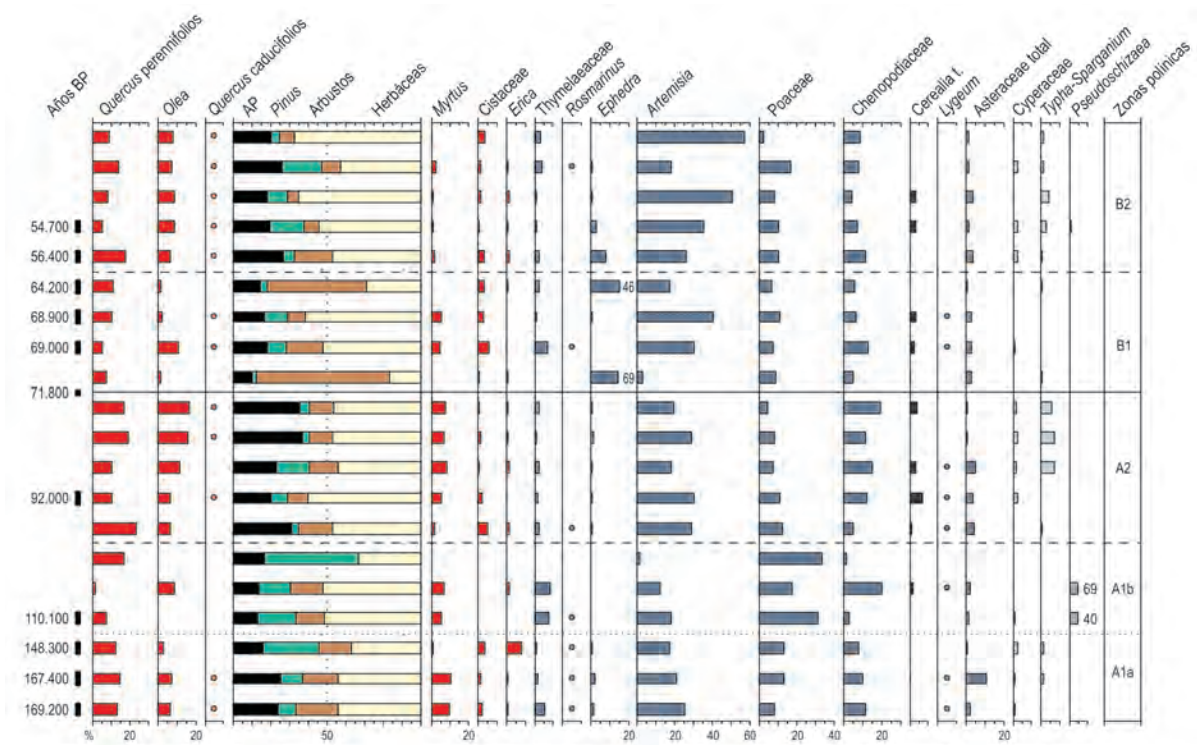 Años BP
Quercus perennifolios
Olea
Quercus caducifolios
AP
Pinus
Arbustos
Herbáceas
Myrtus
Cistaceae
Erica
Thymelaeaceae
Rosmarinus
Ephedra
Artemisia
Poaceae
Chenopodiaceae
Cerealia t.
Lygeum
Asteraceae total
Cyperaceae
Typha-Sparganium
Pseudoschizaea
Zonas polínicas
B2
54.700
56.400
64.200 46
68.900
69.000 B1
69
71.800
A2
92.000
69 A1b
110.100 40
148.300
A1a
167.400
169.200
% 20 20 50 20 20 20 40 60 20 40 20 20